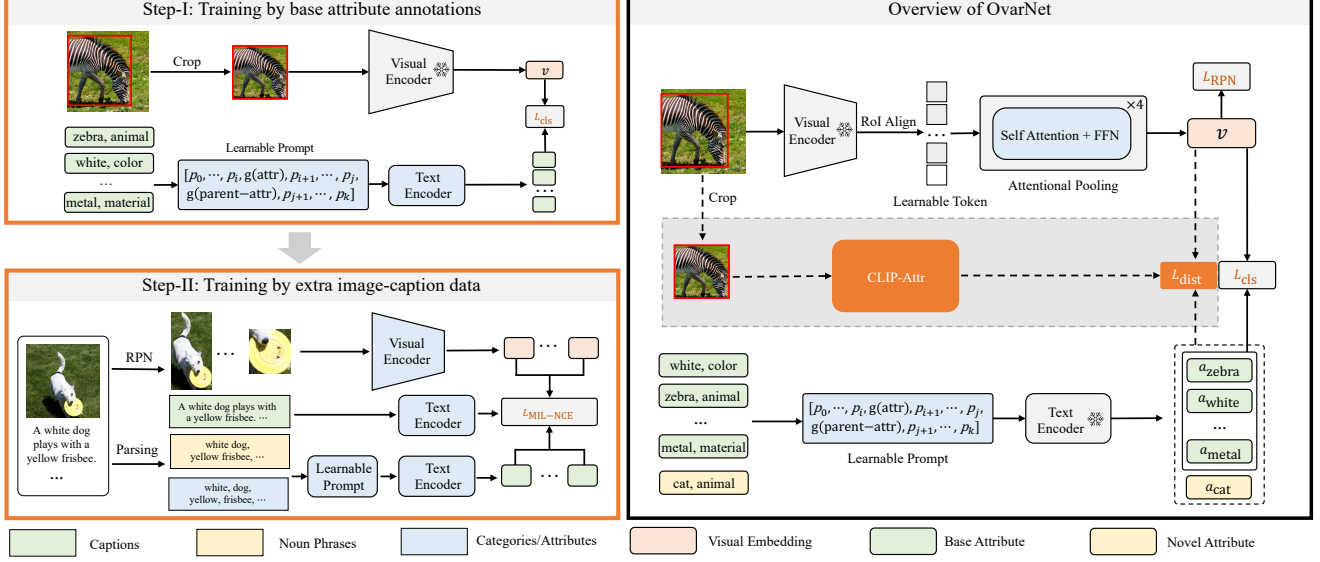 Step-I: Training by base attribute annotations
Crop
Visual
Encoder
v
L_cls
zebra, animal
white, color
...
metal, material
Learnable Prompt
[p_0, ⋯, p_i, g(attr), p_{i+1}, ⋯, p_j,
g(parent−attr), p_{j+1}, ⋯, p_k]
Text
Encoder
...
Step-II: Training by extra image-caption data
A white dog
plays with a
yellow frisbee.
...
RPN
Parsing
...
Visual
Encoder
...
A white dog plays with
a yellow frisbee. ⋯
Text
Encoder
L_MIL−NCE
white dog,
yellow frisbee, ⋯
white, dog,
yellow, frisbee, ⋯
Learnable
Prompt
Text
Encoder
...
Overview of OvarNet
Visual
Encoder
RoI Align
...
Learnable Token
×4
Self Attention + FFN
Attentional Pooling
L_RPN
v
Crop
CLIP-Attr
L_dist
L_cls
white, color
zebra, animal
...
metal, material
cat, animal
[p_0, ⋯, p_i, g(attr), p_{i+1}, ⋯, p_j,
g(parent−attr), p_{j+1}, ⋯, p_k]
Learnable Prompt
Text
Encoder
a_zebra
a_white
...
a_metal
a_cat
Captions
Noun Phrases
Categories/Attributes
Visual Embedding
Base Attribute
Novel Attribute